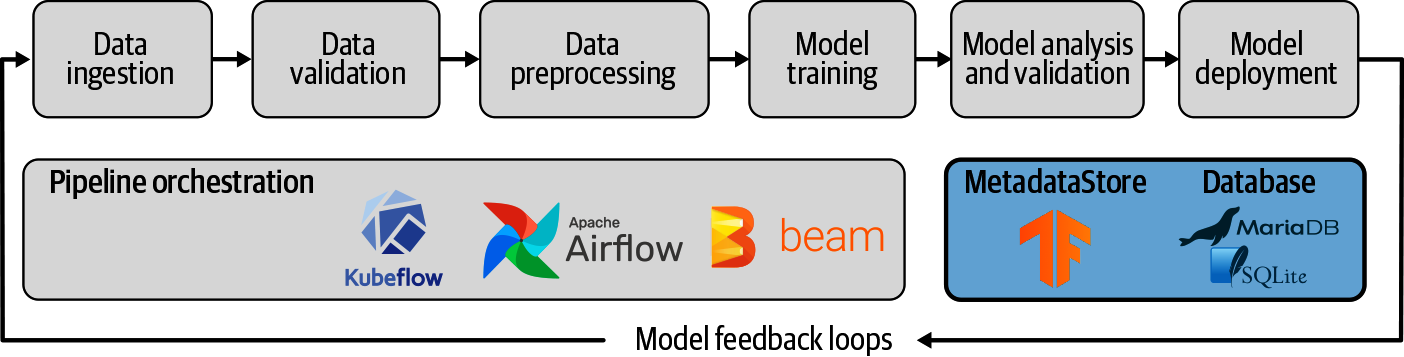 Data
ingestion
Data
validation
Data
preprocessing
Model
training
Model analysis
and validation
Model
deployment
Pipeline orchestration
Kubeflow
Apache
Airflow
beam
MetadataStore
Database
MariaDB
SQLite
Model feedback loops